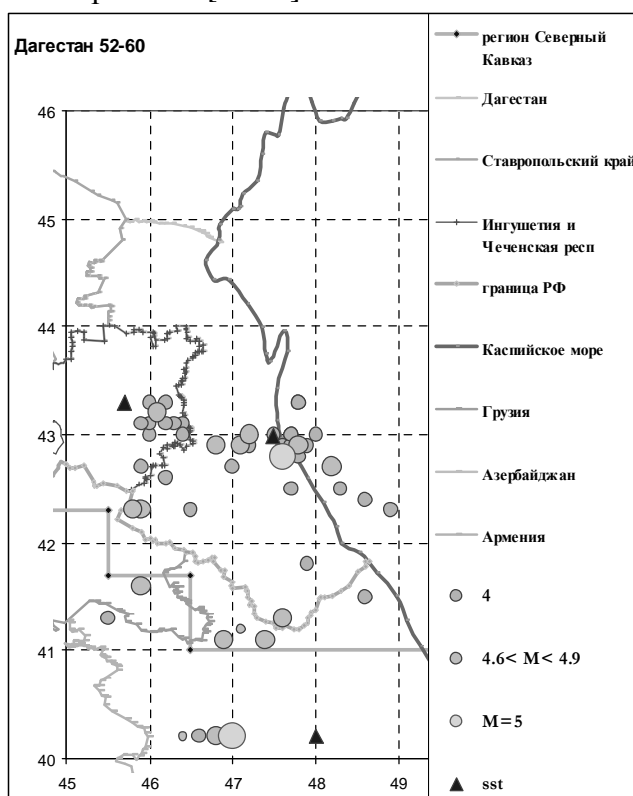 Дагестан 52-60
46
45
44
43
42
41
40
45 46 47 48 49
регион Северный
Кавказ
Дагестан
Ставропольский край
Ингушетия и
Чеченская респ
граница РФ
Каспийское море
Грузия
Азербайджан
Армения
4
4.6< M< 4.9
M=5
sst